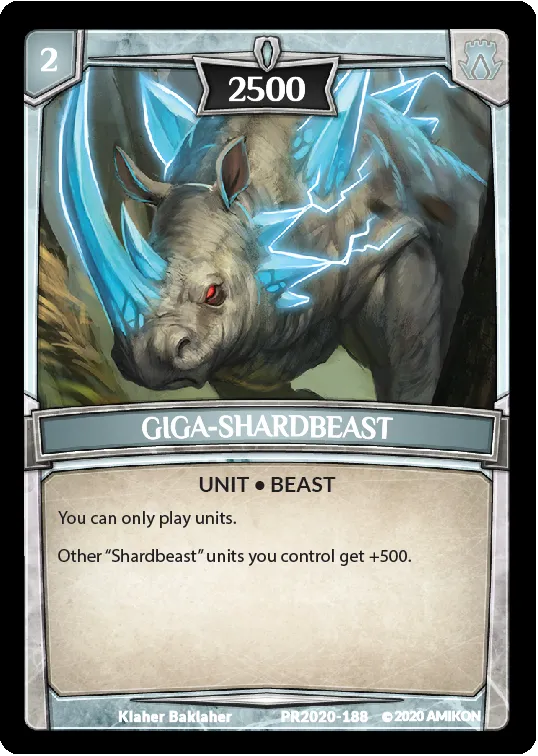 2
2500
GIGA-SHARDBEAST
UNIT • BEAST
You can only play units.
Other “Shardbeast” units you control get +500.
Klaher Baklaher PR2020-188 © 2020 AMIKON